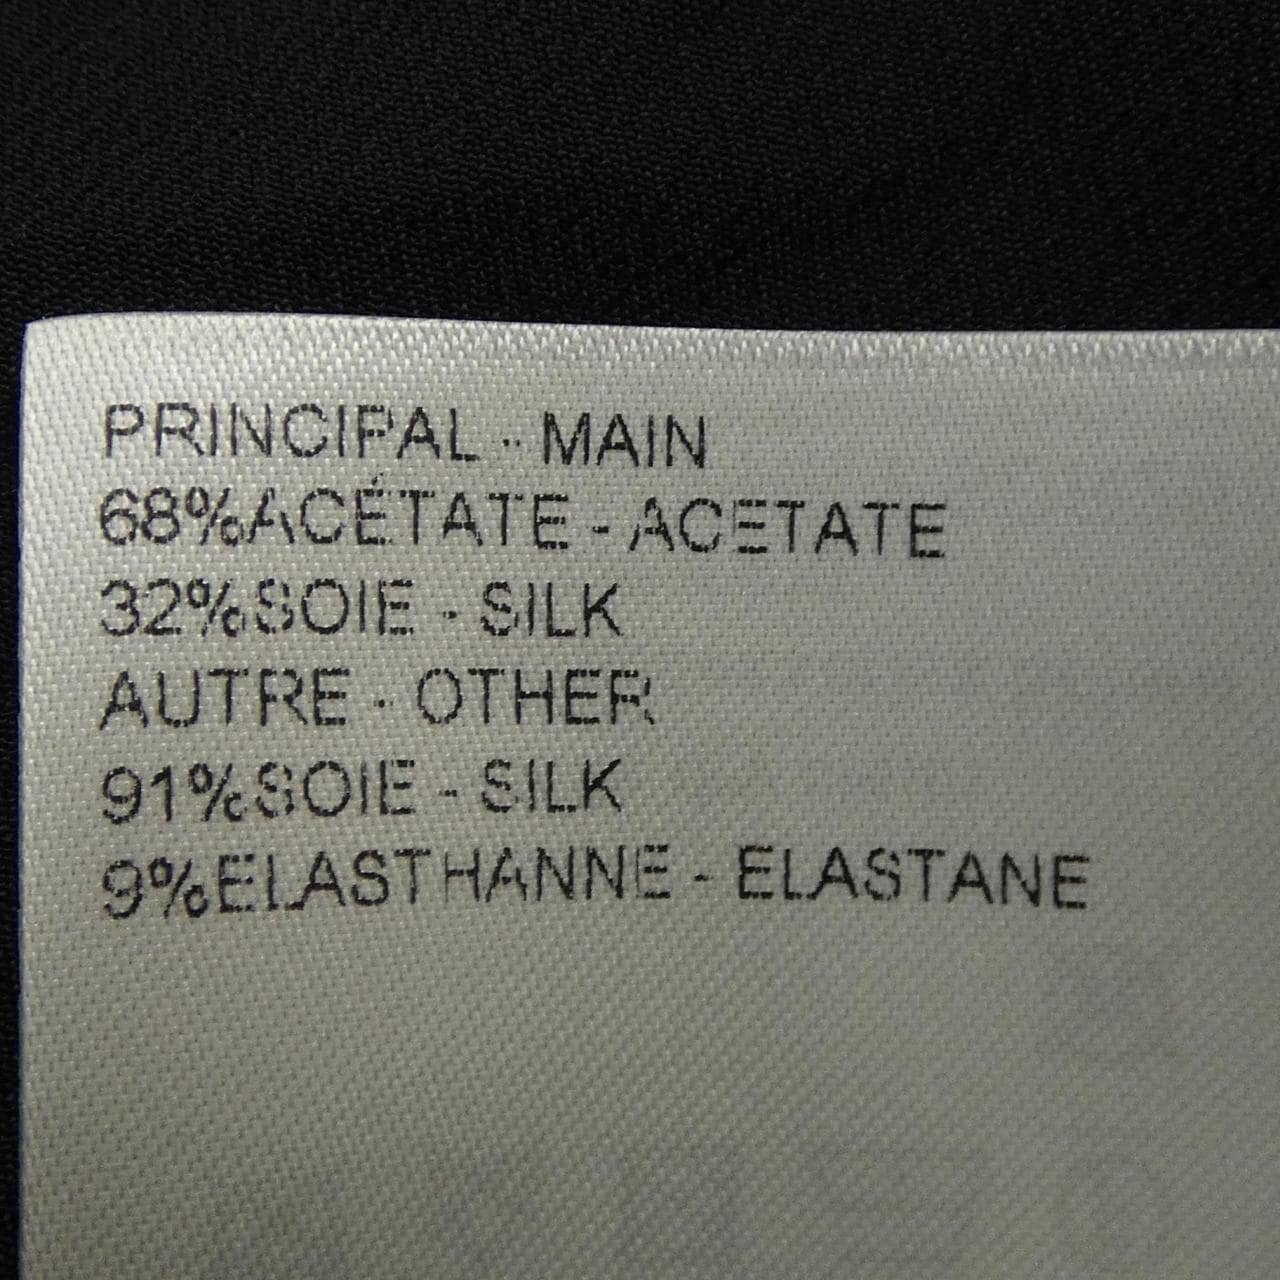 PRINCIPAL - MAIN
68%ACÉTATE - ACETATE
32%SOIE - SILK
AUTRE - OTHER
91%SOIE - SILK
9%ELASTHANNE - ELASTANE